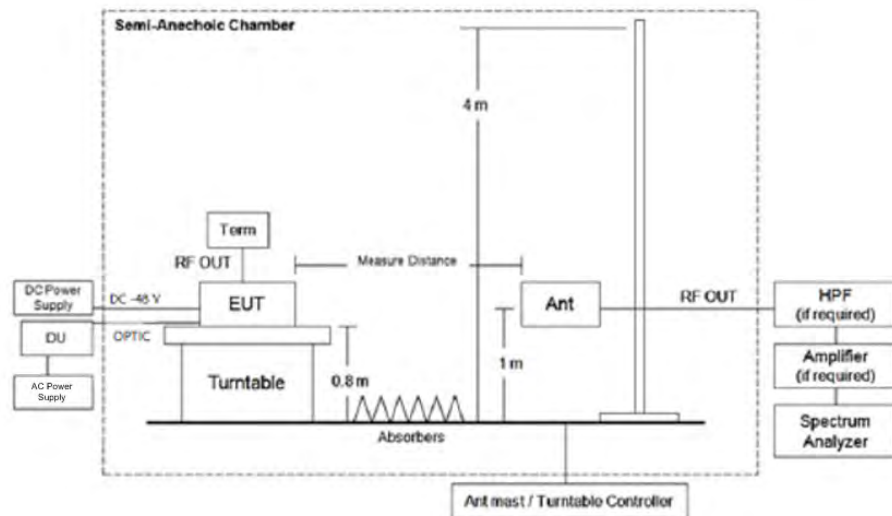 Semi-Anechoic Chamber
4 m
Term
RF OUT
Measure Distance
DC Power
Supply
DC -48 V
EUT
Ant
RF OUT
HPF
(if required)
DU
OPTIC
Turntable
0.8 m
1 m
Amplifier
(if required)
AC Power
Supply
Absorbers
Spectrum
Analyzer
Ant mast / Turntable Controller